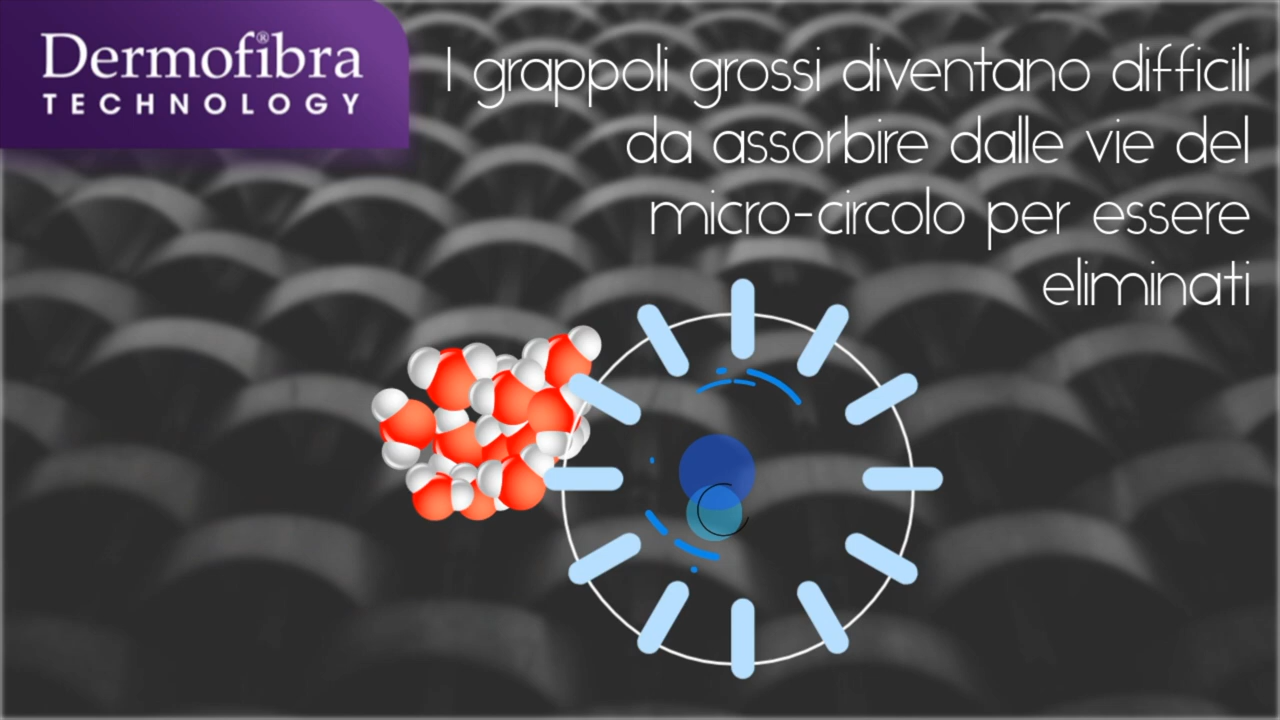 Dermofibra®
TECHNOLOGY
I grappoli grossi diventano difficili
da assorbire dalle vie del
micro-circolo per essere
eliminati